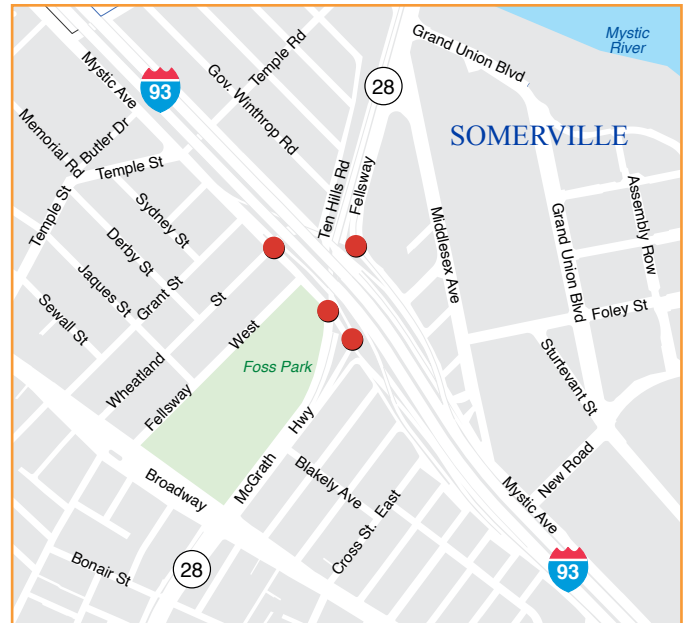 Mystic
River
Grand Union Blvd
Temple Rd
Mystic Ave
93
Gov. Winthrop Rd
28
SOMERVILLE
Memorial Rd
Butler Dr
Temple St
Temple St
Ten Hills Rd
Fellsway
Middlesex Ave
Grand Union Blvd
Assembly Row
Sydney St
Derby St
Jaques St
Grant St
St
Sewall St
Foley St
West
Wheatland
Fellsway
Foss Park
Sturtevant St
Hwy
McGrath
Broadway
Blakely Ave
New Road
Mystic Ave
Cross St. East
Bonair St
28
93